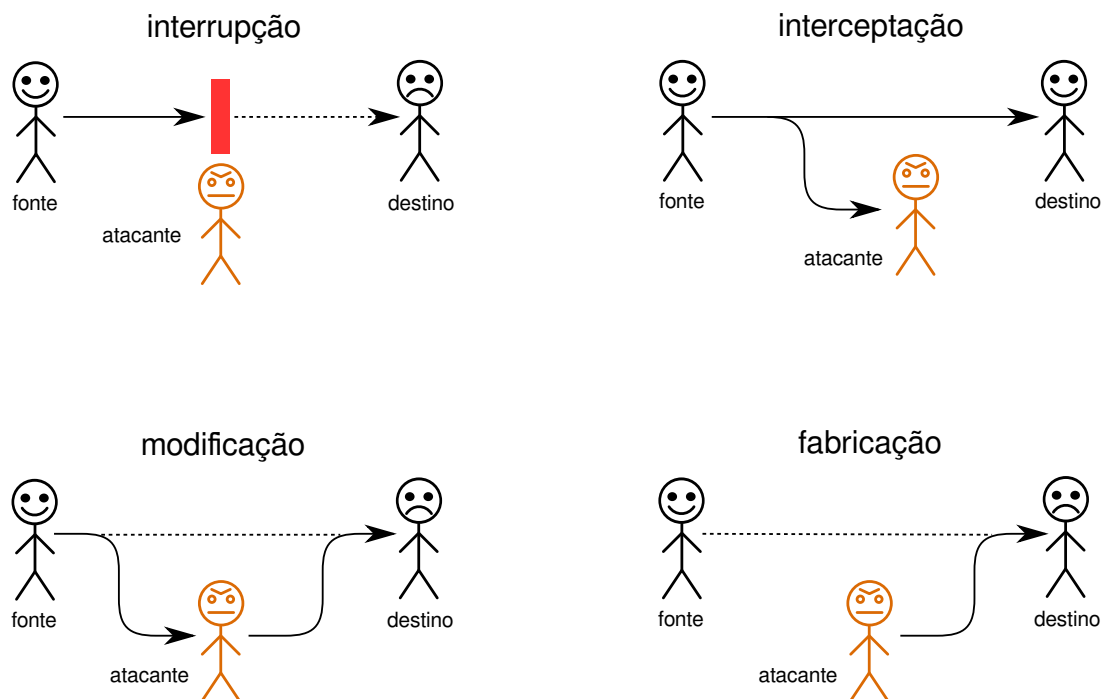 interrupção
fonte
atacante
destino
interceptação
fonte
atacante
destino
modificação
fonte
atacante
destino
fabricação
fonte
atacante
destino